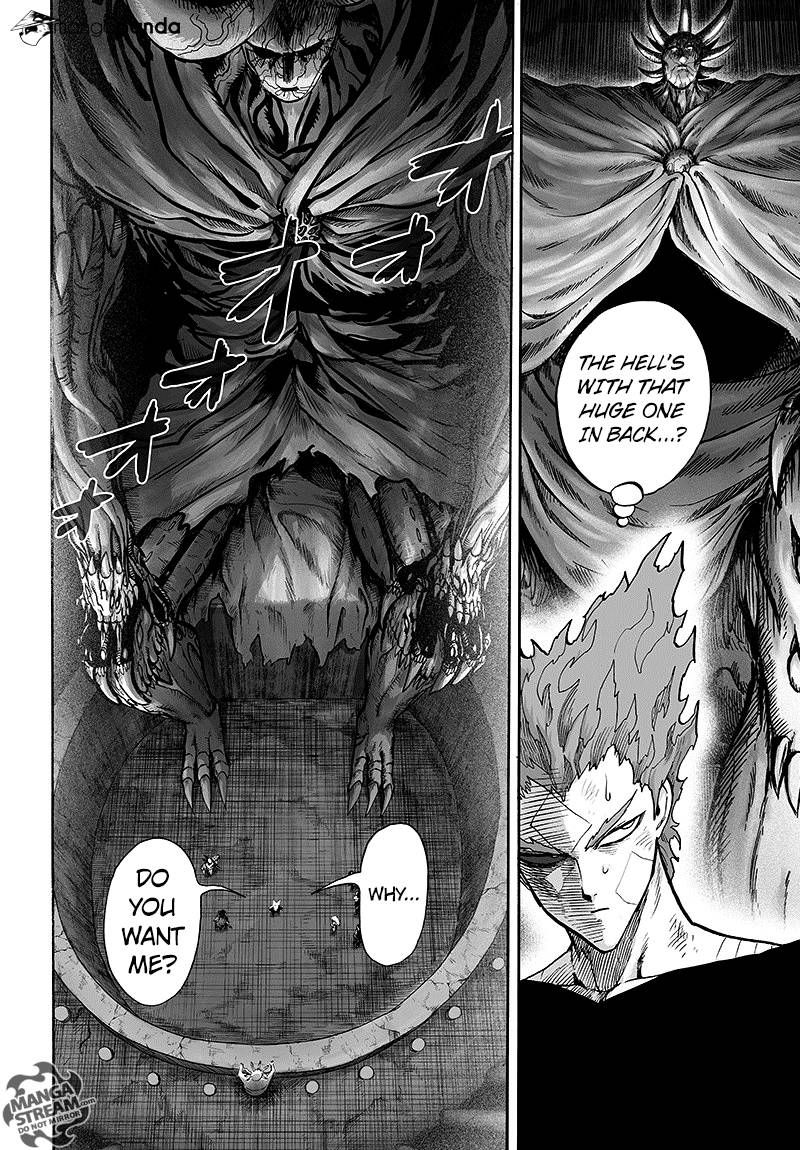 THE HELL'S
WITH THAT
HUGE ONE
IN BACK...?
WHY...
DO
YOU
WANT
ME?
オ
オ
オ
オ
オ
オ
MANGA
STREAM.COM
DO NOT MIRROR